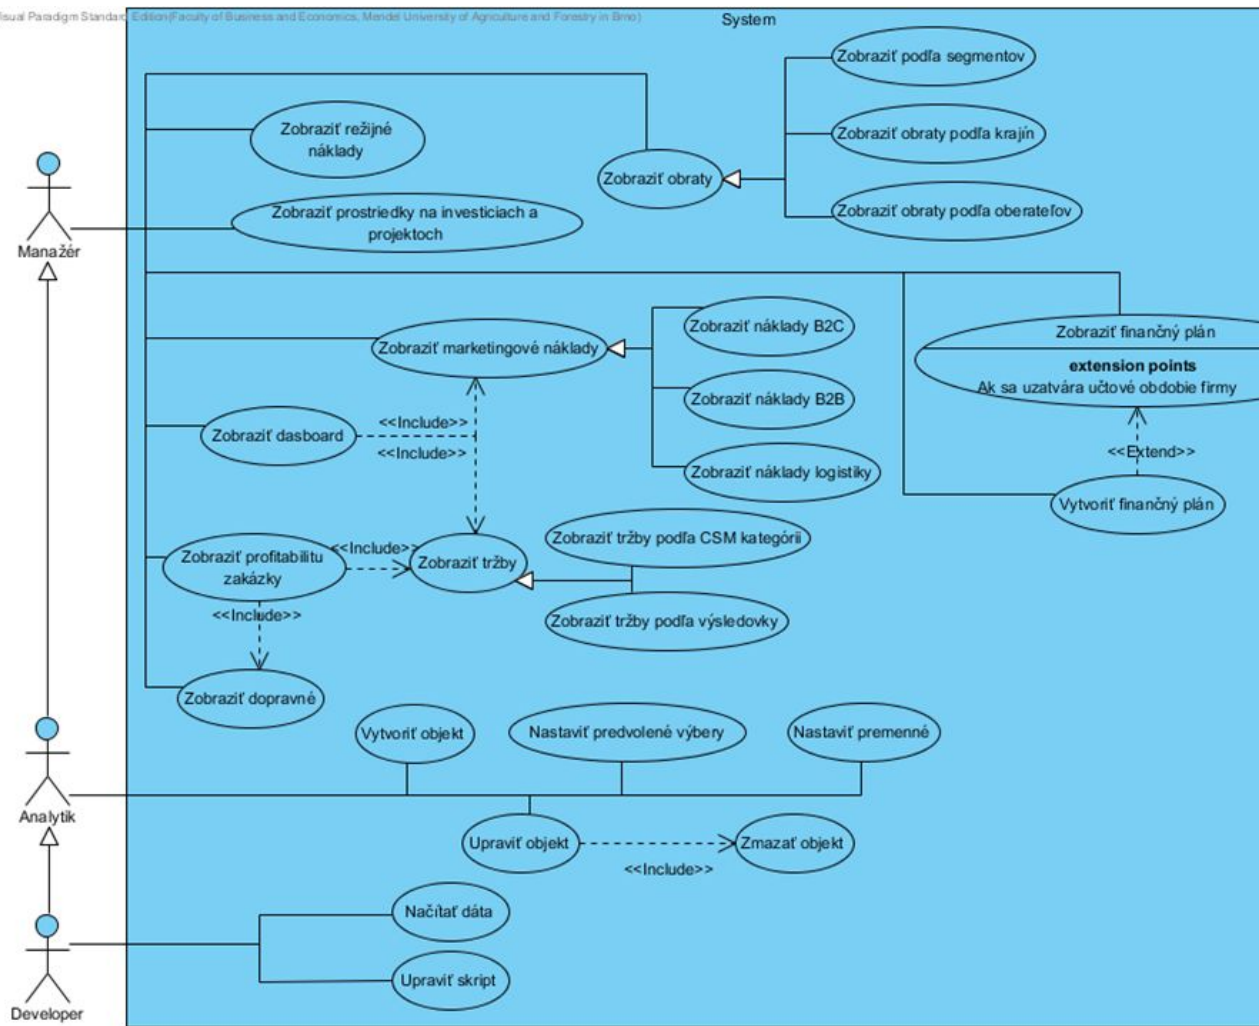 isual Paradigm Standard Edition(Faculty of Business and Economics, Mendel University of Agriculture and Forestry in Brno)
System
Zobraziť podľa segmentov
Zobraziť režijné
náklady
Zobraziť obraty podľa krajín
Zobraziť obraty
Zobraziť obraty podľa oberateľov
Zobraziť prostriedky na investiciach a
projektoch
Manažér
Zobraziť náklady B2C
Zobraziť finančný plán
Zobraziť marketingové náklady
extension points
Ak sa uzatvára učtové obdobie firmy
Zobraziť náklady B2B
<<Include>>
Zobraziť dasboard
<<Include>>
<<Extend>>
Zobraziť náklady logistiky
Vytvoriť finančný plán
Zobraziť tržby podľa CSM kategórii
<<Include>>
Zobraziť profitabilitu
zakázky
Zobraziť tržby
<<Include>>
Zobraziť tržby podľa výsledovky
Zobraziť dopravné
Vytvoriť objekt
Nastaviť predvolené výbery
Nastaviť premenné
Analytik
Upraviť objekt
Zmazať objekt
<<Include>>
Načítať dáta
Upraviť skript
Developer